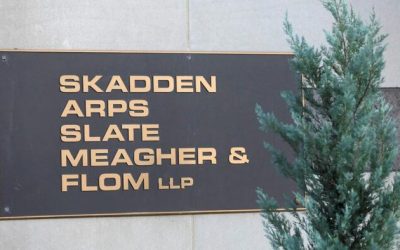 SKADDEN
ARPS
SLATE
MEAGHER &
FLOM LLP